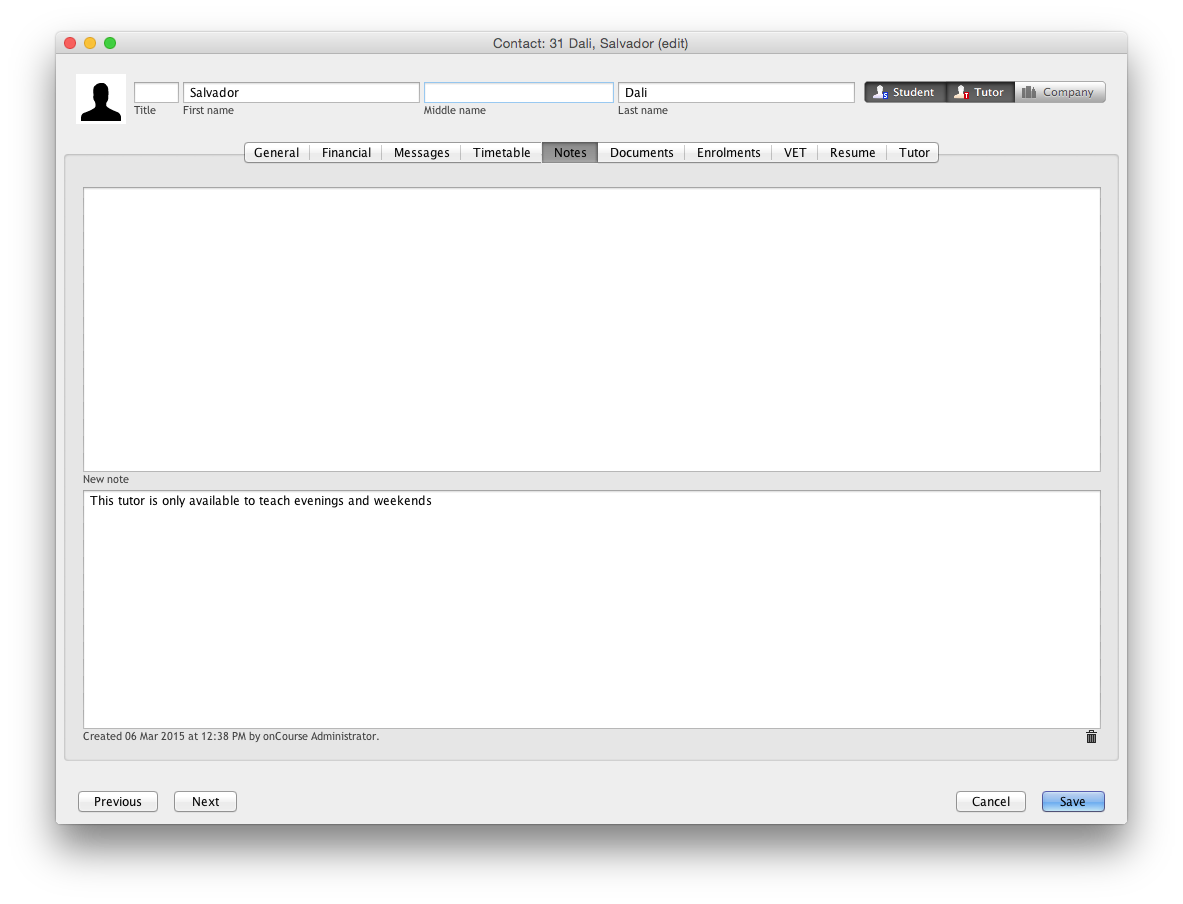 Contact: 31 Dali, Salvador (edit)
Salvador Dali Student Tutor Company
Title First name Middle name Last name
General Financial Messages Timetable Notes Documents Enrolments VET Resume Tutor
New note
This tutor is only available to teach evenings and weekends
Created 06 Mar 2015 at 12:38 PM by onCourse Administrator.
Previous Next Cancel Save